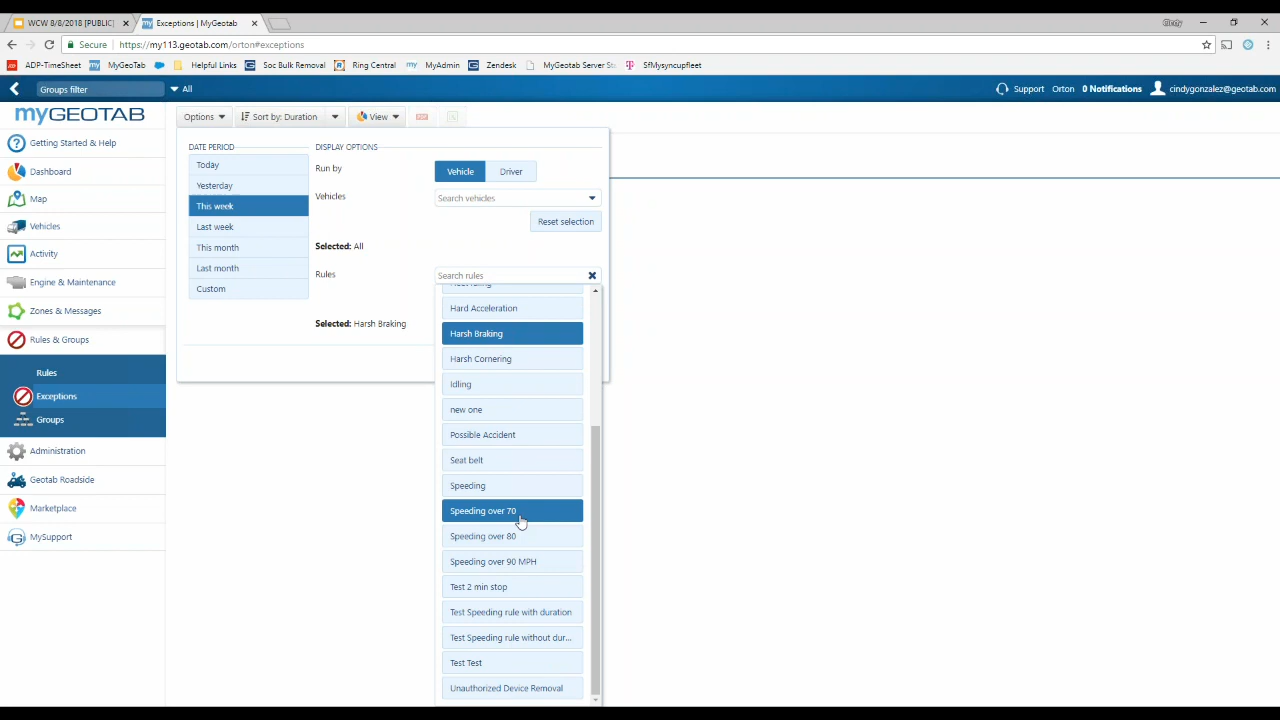 WCW 8/8/2018 [PUBLIC]
Exceptions | MyGeotab
Cindy
Secure
https://my113.geotab.com/orton#exceptions
ADP-TimeSheet
MyGeoTab
Helpful Links
Soc Bulk Removal
Ring Central
my MyAdmin
Zendesk
MyGeotab Server Sta
SfMysyncupfleet
Groups filter
All
Support
Orton
0 Notifications
cindygonzalez@geotab.com
myGEOTAB
Options
Sort by: Duration
View
Getting Started & Help
Dashboard
Map
Vehicles
Activity
Engine & Maintenance
Zones & Messages
Rules & Groups
Rules
Exceptions
Groups
Administration
Geotab Roadside
Marketplace
MySupport
DATE PERIOD
Today
Yesterday
This week
Last week
This month
Last month
Custom
DISPLAY OPTIONS
Run by
Vehicle
Driver
Vehicles
Search vehicles
Reset selection
Selected: All
Rules
Search rules
Selected: Harsh Braking
Hard Acceleration
Harsh Braking
Harsh Cornering
Idling
new one
Possible Accident
Seat belt
Speeding
Speeding over 70
Speeding over 80
Speeding over 90 MPH
Test 2 min stop
Test Speeding rule with duration
Test Speeding rule without dur...
Test Test
Unauthorized Device Removal